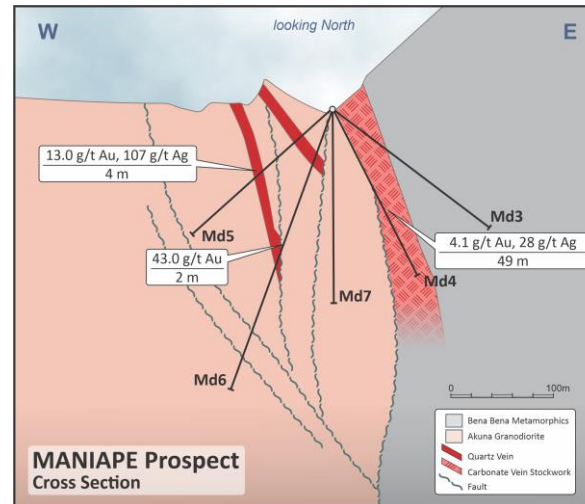 W
looking North
E
13.0 g/t Au, 107 g/t Ag
4 m
Md3
Md5
4.1 g/t Au, 28 g/t Ag
49 m
43.0 g/t Au
2 m
Md4
Md7
Md6
0 100m
Bena Bena Metamorphics
Akuna Granodiorite
Quartz Vein
Carbonate Vein Stockwork
Fault
MANIAPE Prospect
Cross Section